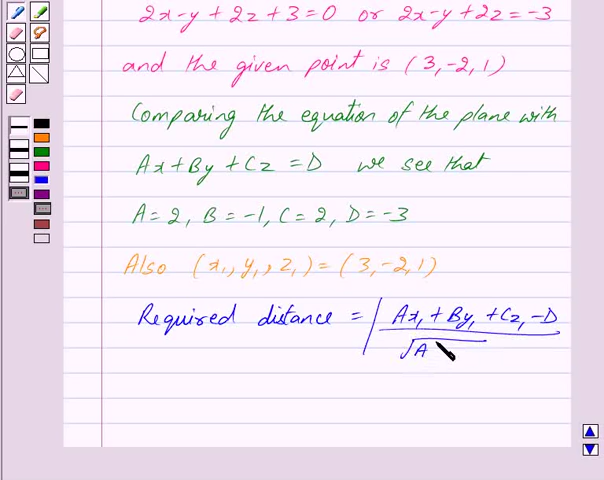 2x-y+2z+3=0 or 2x-y+2z=-3
and the given point is (3,-2,1)
Comparing the equation of the plane with
Ax+By+Cz=D we see that
A=2, B=-1, C=2, D=-3
Also (x₁,y₁,z₁)=(3,-2,1)
Required distance = | Ax₁+By₁+Cz₁-D
√A